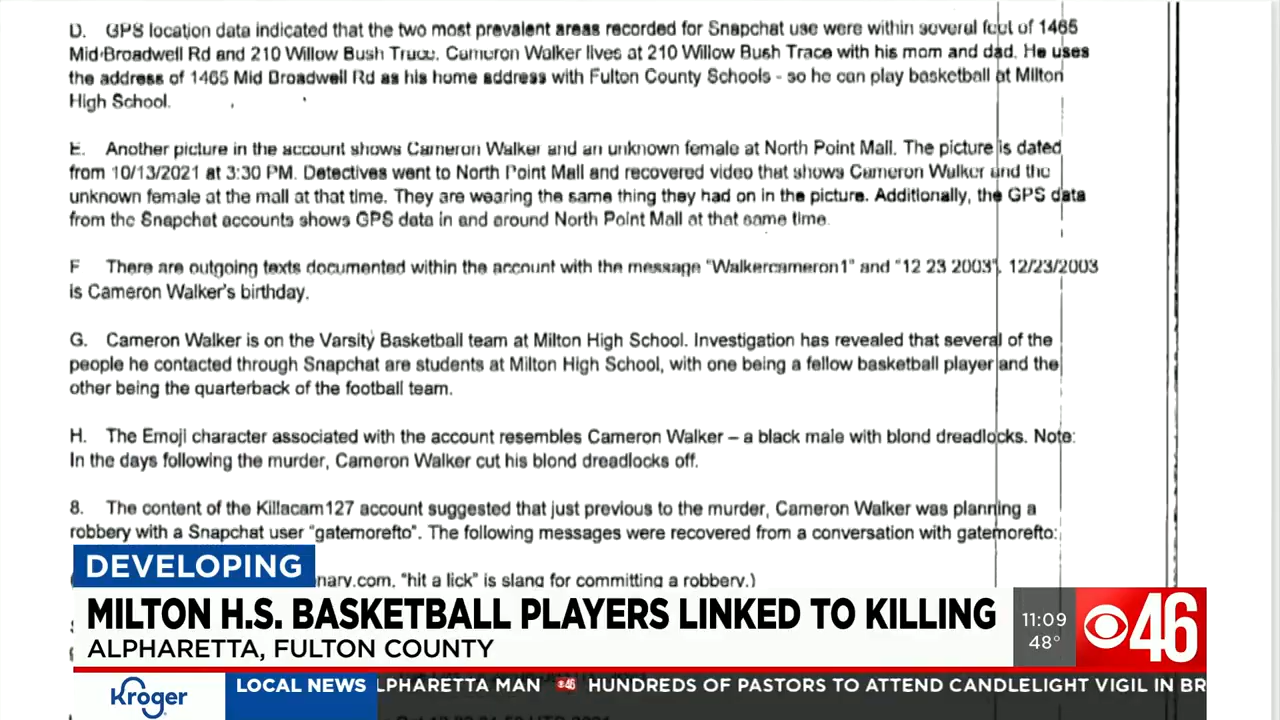 D. GPS location data indicated that the two most prevalent areas recorded for Snapchat use were within several feet of 1465
Mid Broadwell Rd and 210 Willow Bush Trace. Cameron Walker lives at 210 Willow Bush Trace with his mom and dad. He uses
the address of 1465 Mid Broadwell Rd as his home address with Fulton County Schools - so he can play basketball at Milton
High School.
E. Another picture in the account shows Cameron Walker and an unknown female at North Point Mall. The picture is dated
from 10/13/2021 at 3:30 PM. Detectives went to North Point Mall and recovered video that shows Cameron Walker and the
unknown female at the mall at that time. They are wearing the same thing they had on in the picture. Additionally, the GPS data
from the Snapchat accounts shows GPS data in and around North Point Mall at that same time.
F There are outgoing texts documented within the account with the message "Walkercameron1" and "12 23 2003". 12/23/2003
is Cameron Walker's birthday.
G. Cameron Walker is on the Varsity Basketball team at Milton High School. Investigation has revealed that several of the
people he contacted through Snapchat are students at Milton High School, with one being a fellow basketball player and the
other being the quarterback of the football team.
H. The Emoji character associated with the account resembles Cameron Walker – a black male with blond dreadlocks. Note:
In the days following the murder, Cameron Walker cut his blond dreadlocks off.
8. The content of the Killacam127 account suggested that just previous to the murder, Cameron Walker was planning a
robbery with a Snapchat user "gatemorefto". The following messages were recovered from a conversation with gatemorefto:
nary.com, "hit a lick" is slang for committing a robbery.)
DEVELOPING
MILTON H.S. BASKETBALL PLAYERS LINKED TO KILLING
ALPHARETTA, FULTON COUNTY
11:09
48°
46
Kroger
LOCAL NEWS
LPHARETTA MAN 46 HUNDREDS OF PASTORS TO ATTEND CANDLELIGHT VIGIL IN BR